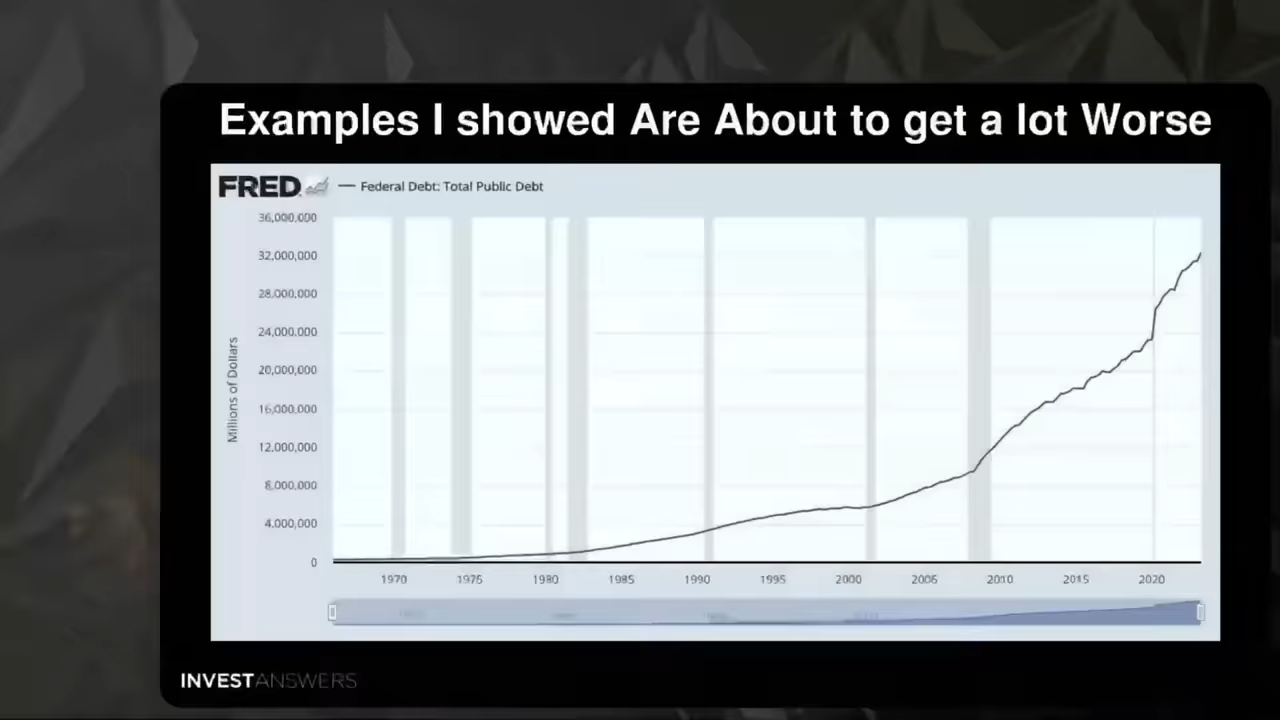 Examples I showed Are About to get a lot Worse
FRED — Federal Debt: Total Public Debt
36,000,000
32,000,000
28,000,000
24,000,000
20,000,000
16,000,000
12,000,000
8,000,000
4,000,000
0
Millions of Dollars
1970 1975 1980 1985 1990 1995 2000 2005 2010 2015 2020
INVESTANSWERS